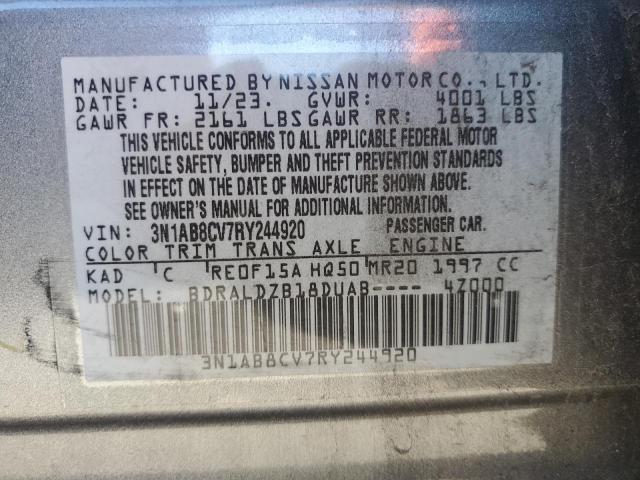 MANUFACTURED BY NISSAN MOTOR CO., LTD.
DATE: 11/23. GVWR: 4001 LBS
GAWR FR: 2161 LBS GAWR RR: 1863 LBS
THIS VEHICLE CONFORMS TO ALL APPLICABLE FEDERAL MOTOR
VEHICLE SAFETY, BUMPER AND THEFT PREVENTION STANDARDS
IN EFFECT ON THE DATE OF MANUFACTURE SHOWN ABOVE.
SEE OWNER'S MANUAL FOR ADDITIONAL INFORMATION.
VIN: 3N1AB8CV7RY244920 PASSENGER CAR.
COLOR TRIM TRANS AXLE ENGINE
KAD C RE0F15A HQ50 MR20 1997 CC
MODEL: BDRALDZB18DUAB---- 4Z000
3N1AB8CV7RY244920